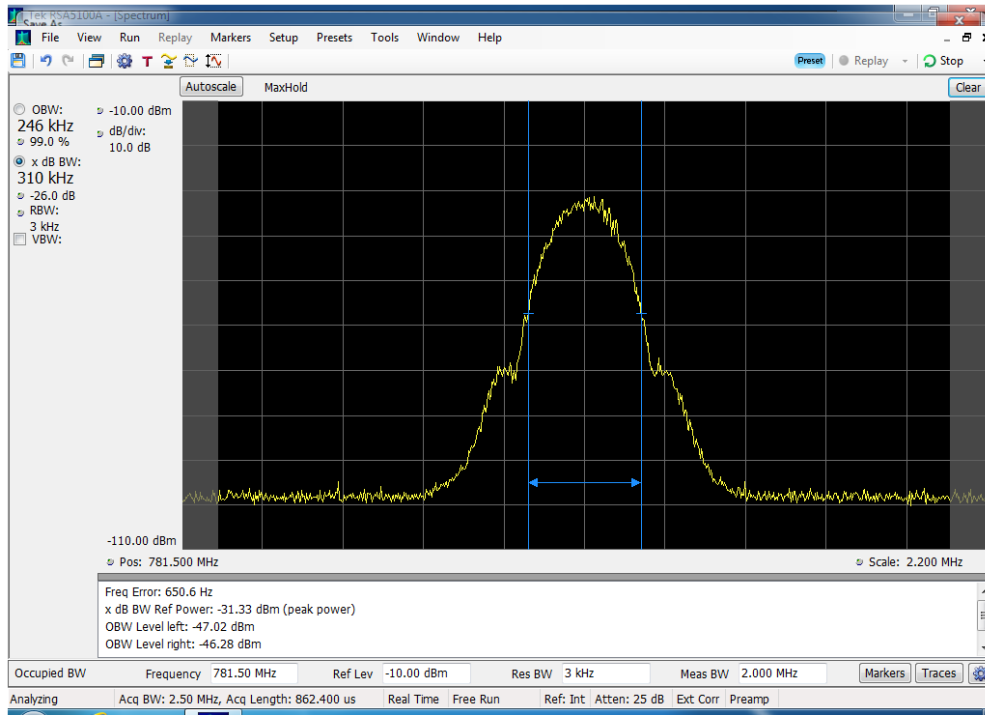 Tek RSA5100A - [Spectrum]
Save As
File View Run Replay Markers Setup Presets Tools Window Help
T Preset Replay Stop
Autoscale MaxHold Clear
OBW:
246 kHz
99.0 %
x dB BW:
310 kHz
-26.0 dB
RBW:
3 kHz
VBW:
-10.00 dBm
dB/div:
10.0 dB
-110.00 dBm
Pos: 781.500 MHz Scale: 2.200 MHz
Freq Error: 650.6 Hz
x dB BW Ref Power: -31.33 dBm (peak power)
OBW Level left: -47.02 dBm
OBW Level right: -46.28 dBm
Occupied BW Frequency 781.50 MHz Ref Lev -10.00 dBm Res BW 3 kHz Meas BW 2.000 MHz Markers Traces
Analyzing Acq BW: 2.50 MHz, Acq Length: 862.400 us Real Time Free Run Ref: Int Atten: 25 dB Ext Corr Preamp